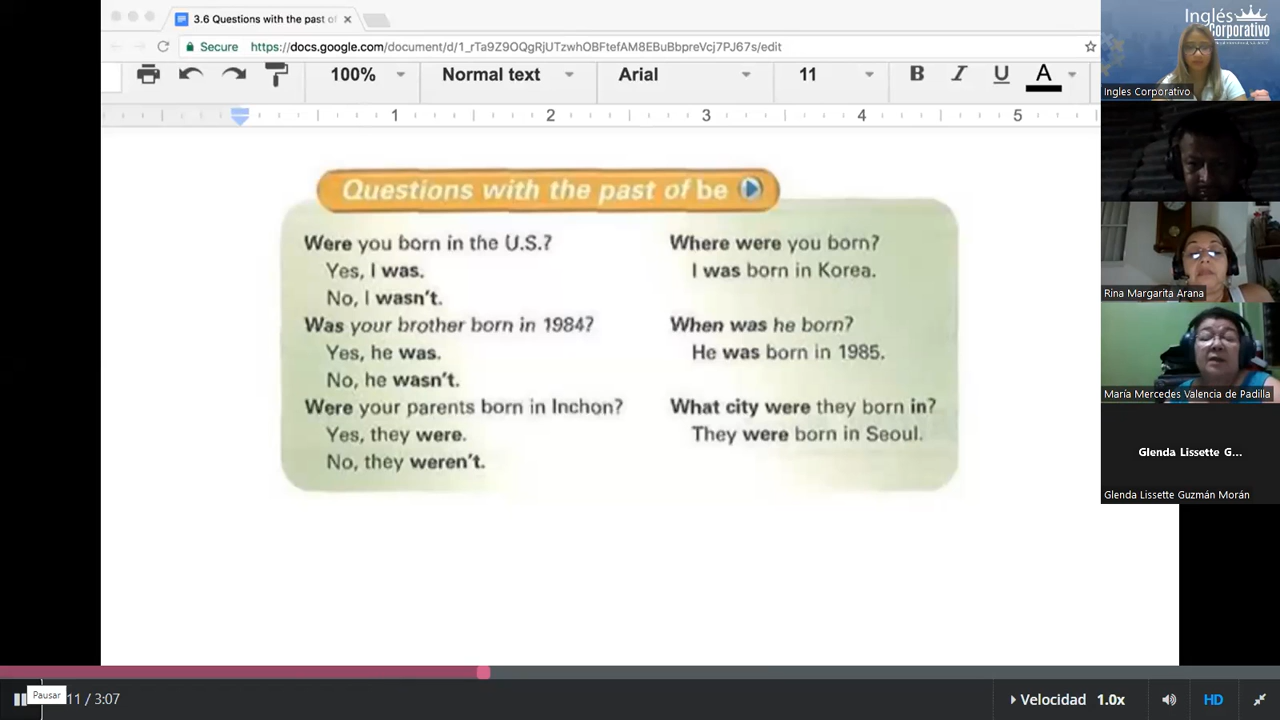 3.6 Questions with the past of
Secure
https://docs.google.com/document/d/1_rTa9Z9OQgRjUTzwhOBFtefAM8EBuBbpreVcj7PJ67s/edit
100%
Normal text
Arial
11
B I U A
1 2 3 4 5
Questions with the past of be
Were you born in the U.S.?
Yes, I was.
No, I wasn't.
Was your brother born in 1984?
Yes, he was.
No, he wasn't.
Were your parents born in Inchon?
Yes, they were.
No, they weren't.
Where were you born?
I was born in Korea.
When was he born?
He was born in 1985.
What city were they born in?
They were born in Seoul.
Inglés
Corporativo
Ingles Corporativo
Rina Margarita Arana
María Mercedes Valencia de Padilla
Glenda Lissette G...
Glenda Lissette Guzmán Morán
Pausar
11 / 3:07
Velocidad 1.0x
HD